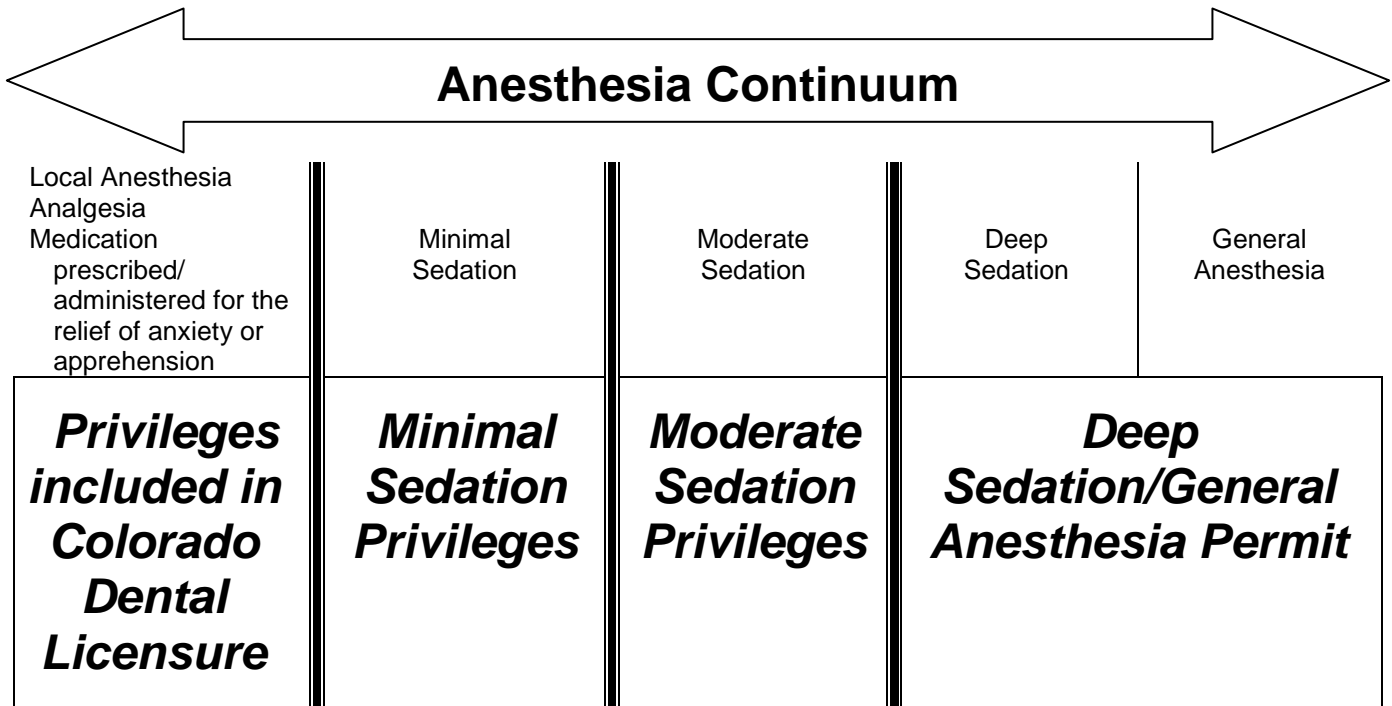 Anesthesia Continuum
Local Anesthesia
Analgesia
Medication
prescribed/
administered for the
relief of anxiety or
apprehension
Minimal
Sedation
Moderate
Sedation
Deep
Sedation
General
Anesthesia
Privileges
included in
Colorado
Dental
Licensure
Minimal
Sedation
Privileges
Moderate
Sedation
Privileges
Deep
Sedation/General
Anesthesia Permit